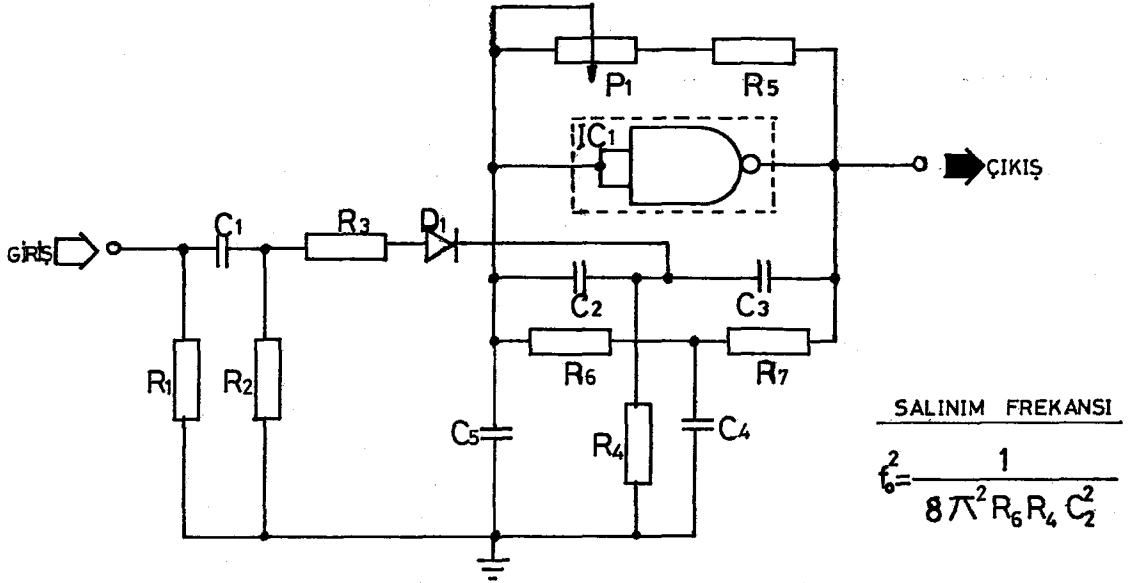 P1
R5
IC1
ÇIKIŞ
GİRİŞ
C1
R3
D1
C2
C3
R1
R2
R6
R7
C5
R4
C4
SALINIM FREKANSI
f₀²= 1 / 8π² R₆ R₄ C₂²